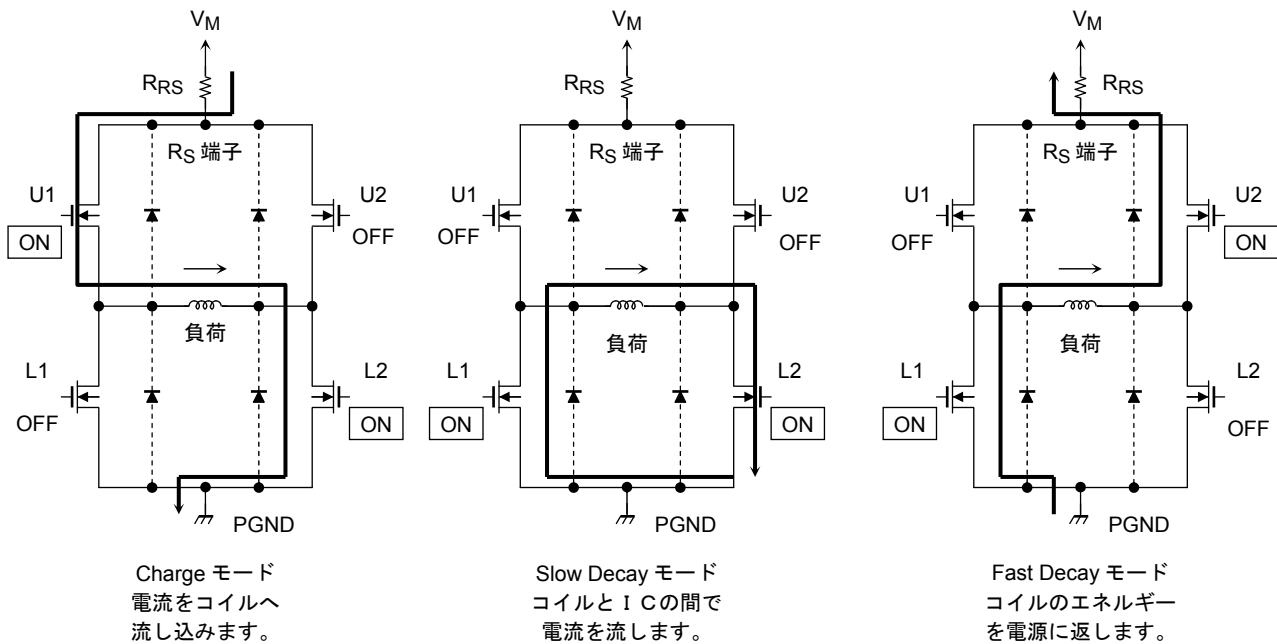 VM
RRS
RS 端子
U1
ON
U2
OFF
負荷
L1
OFF
L2
ON
PGND
Charge モード
電流をコイルへ
流し込みます。
VM
RRS
RS 端子
U1
OFF
U2
OFF
負荷
L1
ON
L2
ON
PGND
Slow Decay モード
コイルとＩＣの間で
電流を流します。
VM
RRS
RS 端子
U1
OFF
U2
ON
負荷
L1
ON
L2
OFF
PGND
Fast Decay モード
コイルのエネルギー
を電源に返します。